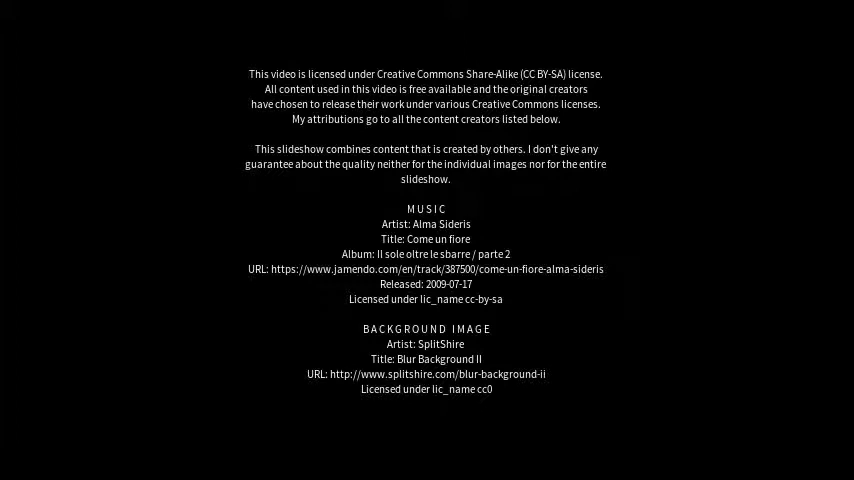 This video is licensed under Creative Commons Share-Alike (CC BY-SA) license.
All content used in this video is free available and the original creators
have chosen to release their work under various Creative Commons licenses.
My attributions go to all the content creators listed below.
This slideshow combines content that is created by others. I don't give any
guarantee about the quality neither for the individual images nor for the entire
slideshow.
MUSIC
Artist: Alma Sideris
Title: Come un fiore
Album: Il sole oltre le sbarre / parte 2
URL: https://www.jamendo.com/en/track/387500/come-un-fiore-alma-sideris
Released: 2009-07-17
Licensed under lic_name cc-by-sa
BACKGROUND IMAGE
Artist: SplitShire
Title: Blur Background II
URL: http://www.splitshire.com/blur-background-ii
Licensed under lic_name cc0